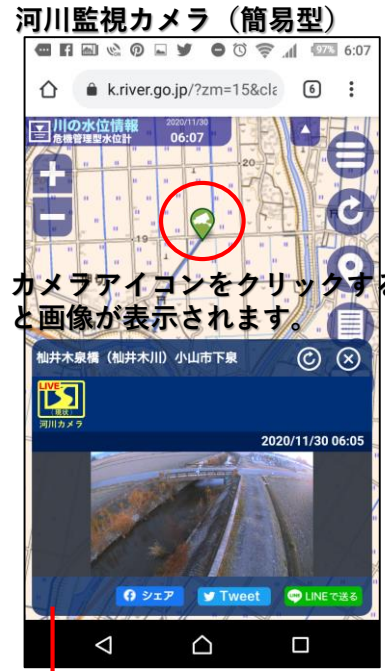 河川監視カメラ（簡易型）
97% 6:07
k.river.go.jp/?zm=15&cla
6
川の水位情報
危機管理型水位計
2020/11/30
06:07
20
19
カメラアイコンをクリックする
と画像が表示されます。
杣井木泉橋（杣井木川）小山市下泉
LIVE
（現状）
河川カメラ
2020/11/30 06:05
シェア
Tweet
LINEで送る